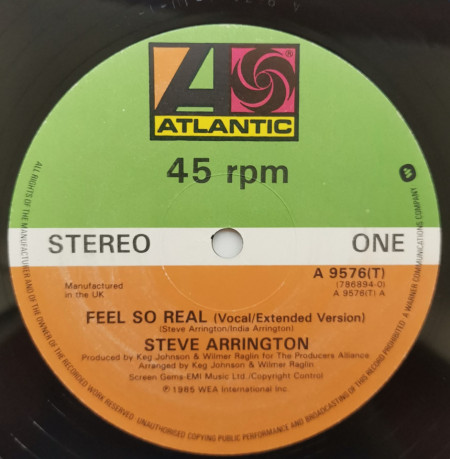 ATLANTIC
®
45 rpm
STEREO
ONE
Manufactured
in the UK
A 9576(T)
(786894-0)
A 9576(T) A
FEEL SO REAL (Vocal/Extended Version)
(Steve Arrington/India Arrington)
STEVE ARRINGTON
Produced by Keg Johnson & Wilmer Raglin for The Producers Alliance
Arranged by Keg Johnson & Wilmer Raglin
Screen Gems-EMI Music Ltd./Copyright Control
℗ 1985 WEA International Inc.
ALL RIGHTS OF THE MANUFACTURER AND OF THE OWNER OF THE RECORDED WORK RESERVED. UNAUTHORISED COPYING PUBLIC PERFORMANCE AND BROADCASTING OF THIS RECORD PROHIBITED. A WARNER COMMUNICATIONS COMPANY